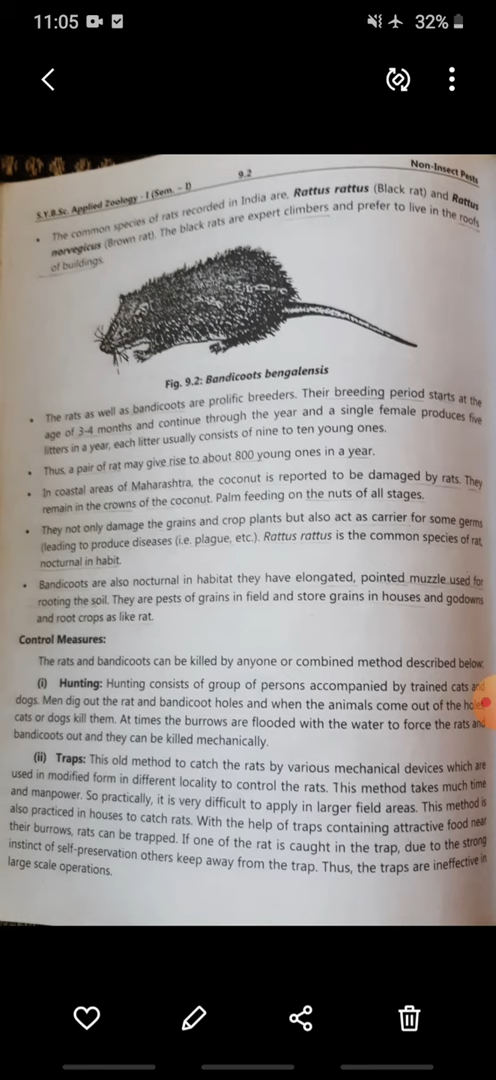 11:05
32%
Non-Insect Pests
S.Y.B.Sc. Applied Zoology - I (Sem. - I)
9.2
• The common species of rats recorded in India are, Rattus rattus (Black rat) and Rattus
norvegicus (Brown rat). The black rats are expert climbers and prefer to live in the roofs
of buildings.
Fig. 9.2: Bandicoots bengalensis
• The rats as well as bandicoots are prolific breeders. Their breeding period starts at the
age of 3-4 months and continue through the year and a single female produces five
litters in a year, each litter usually consists of nine to ten young ones.
• Thus, a pair of rat may give rise to about 800 young ones in a year.
• In coastal areas of Maharashtra, the coconut is reported to be damaged by rats. They
remain in the crowns of the coconut. Palm feeding on the nuts of all stages.
• They not only damage the grains and crop plants but also act as carrier for some germs
(leading to produce diseases (i.e. plague, etc.). Rattus rattus is the common species of rat,
nocturnal in habit.
• Bandicoots are also nocturnal in habitat they have elongated, pointed muzzle used for
rooting the soil. They are pests of grains in field and store grains in houses and godowns
and root crops as like rat.
Control Measures:
The rats and bandicoots can be killed by anyone or combined method described below:
(i) Hunting: Hunting consists of group of persons accompanied by trained cats and
dogs. Men dig out the rat and bandicoot holes and when the animals come out of the holes
cats or dogs kill them. At times the burrows are flooded with the water to force the rats and
bandicoots out and they can be killed mechanically.
(ii) Traps: This old method to catch the rats by various mechanical devices which are
used in modified form in different locality to control the rats. This method takes much time
and manpower. So practically, it is very difficult to apply in larger field areas. This method is
also practiced in houses to catch rats. With the help of traps containing attractive food near
their burrows, rats can be trapped. If one of the rat is caught in the trap, due to the strong
instinct of self-preservation others keep away from the trap. Thus, the traps are ineffective in
large scale operations.